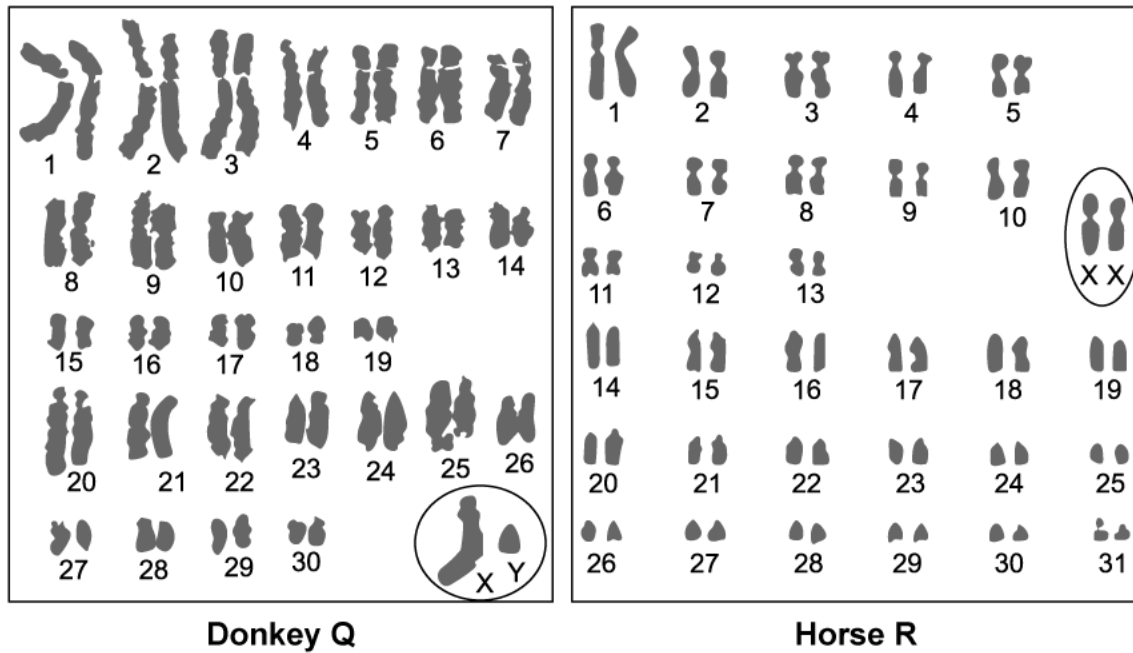 1 2 3 4 5 6 7
8 9 10 11 12 13 14
15 16 17 18 19
20 21 22 23 24 25 26
27 28 29 30
X Y
Donkey Q
1 2 3 4 5
6 7 8 9 10
X X
11 12 13
14 15 16 17 18 19
20 21 22 23 24 25
26 27 28 29 30 31
Horse R